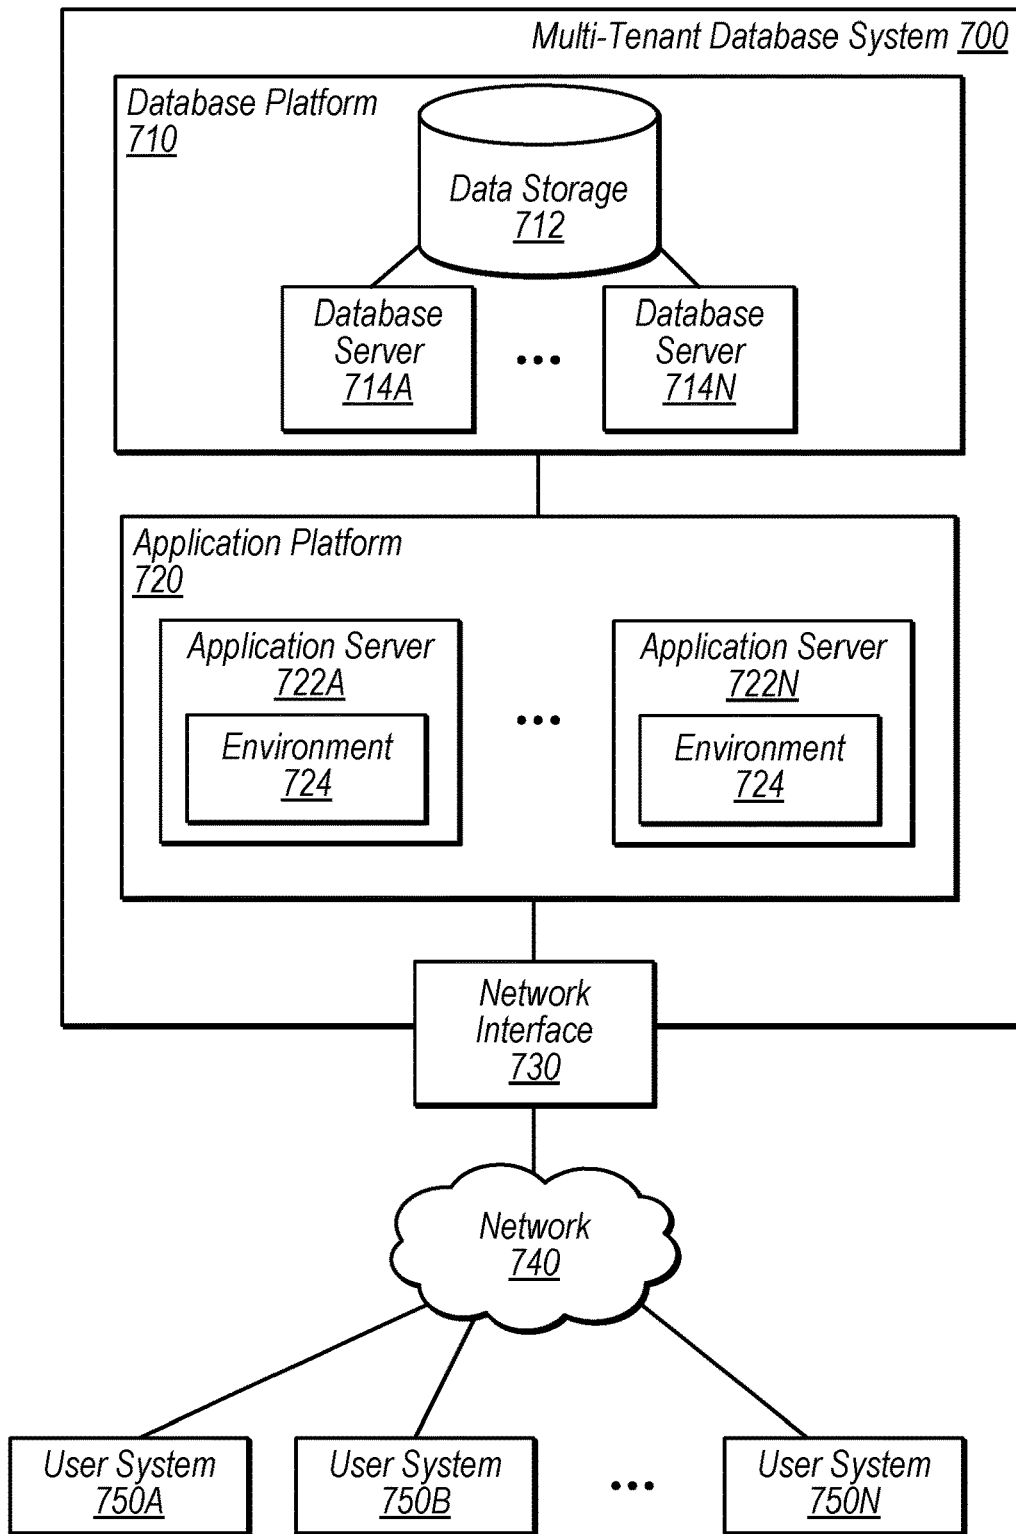 Multi-Tenant Database System 700
Database Platform
710
Data Storage
712
Database
Server
714A
...
Database
Server
714N
Application Platform
720
Application Server
722A
Environment
724
...
Application Server
722N
Environment
724
Network
Interface
730
Network
740
User System
750A
User System
750B
...
User System
750N